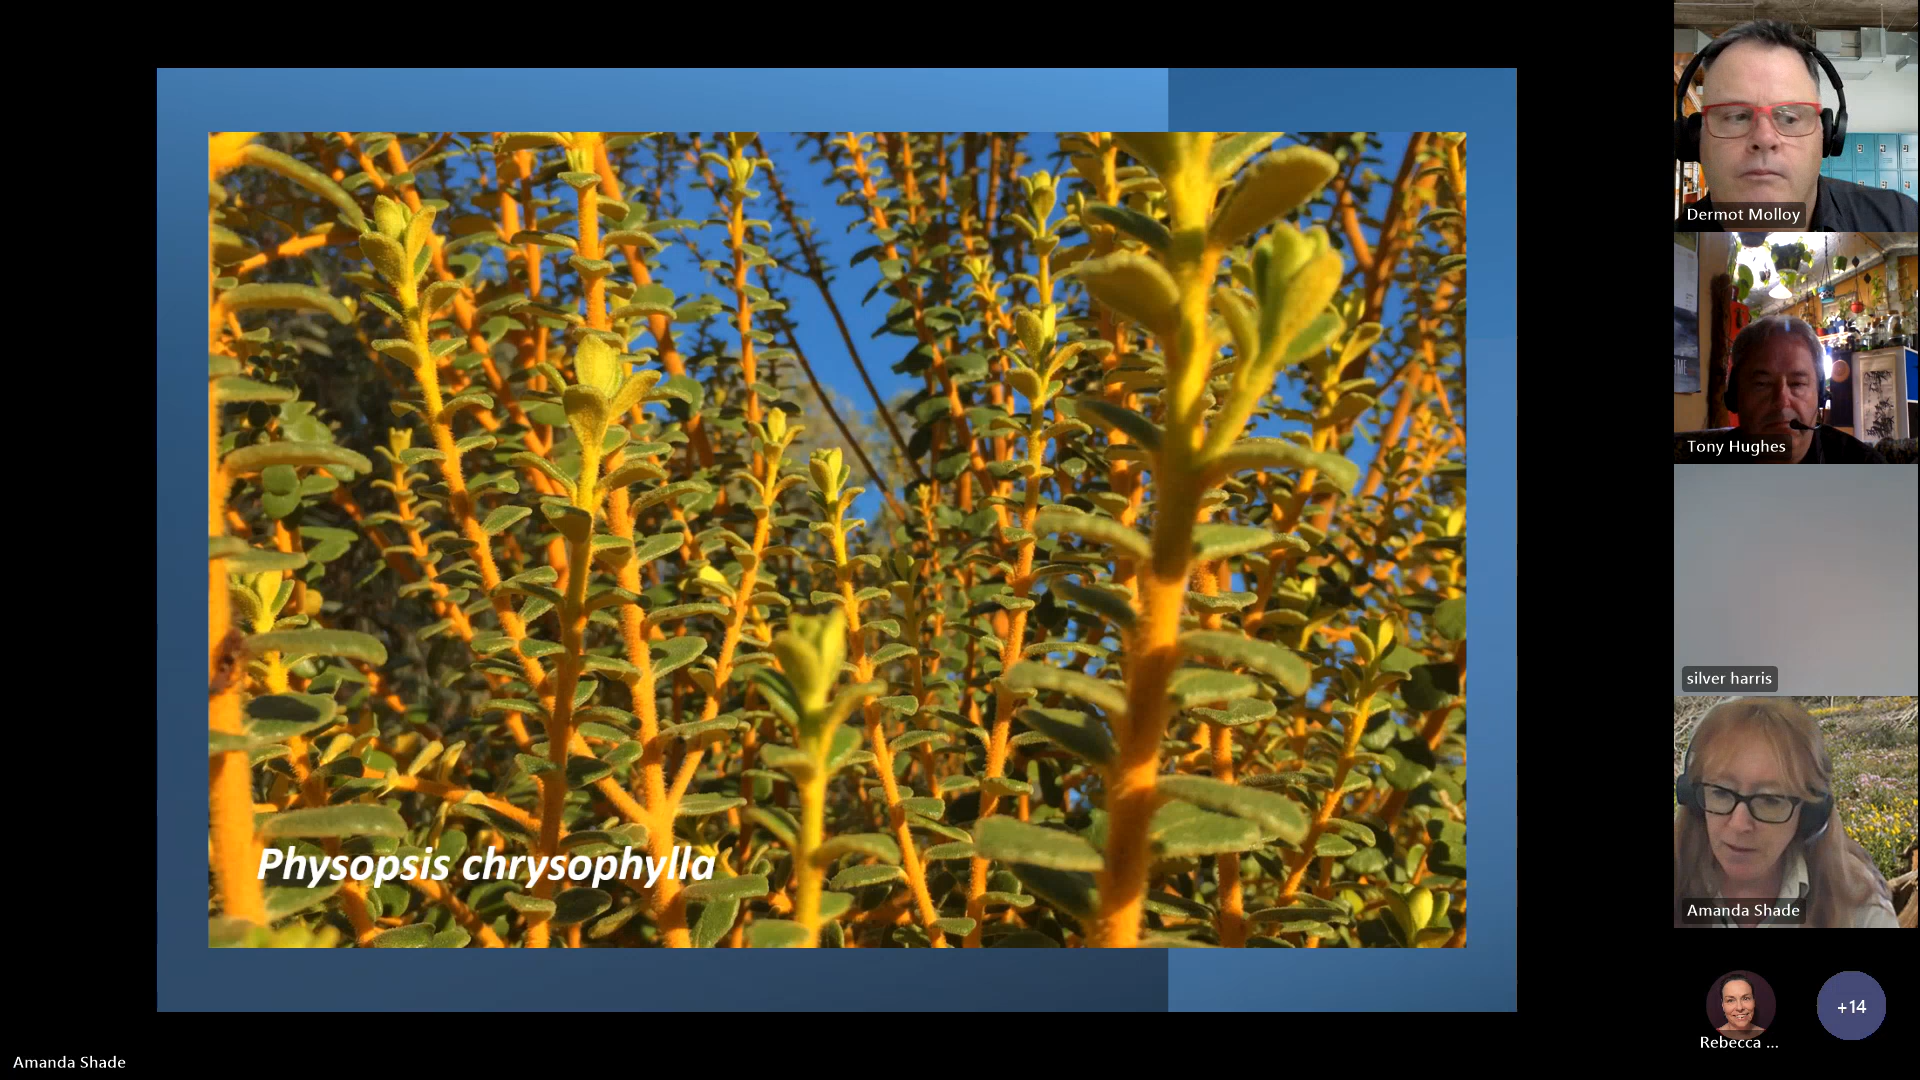 Physopsis chrysophylla
Dermot Molloy
Tony Hughes
silver harris
Amanda Shade
Rebecca ...
+14
Amanda Shade